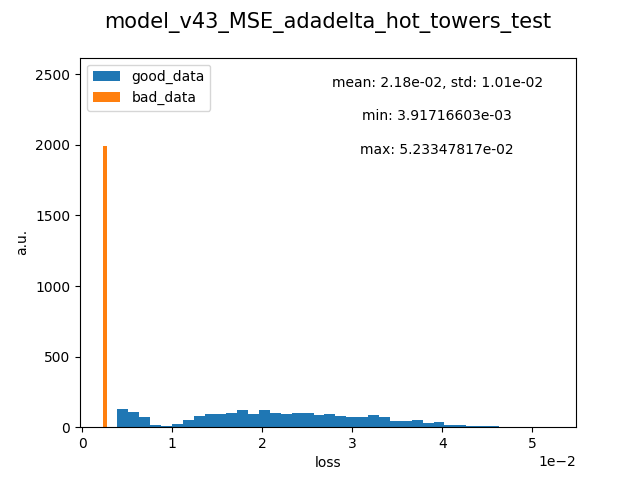 model_v43_MSE_adadelta_hot_towers_test
good_data
bad_data
mean: 2.18e-02, std: 1.01e-02
min: 3.91716603e-03
max: 5.23347817e-02
2500
2000
1500
1000
500
0
a.u.
0 1 2 3 4 5
1e−2
loss